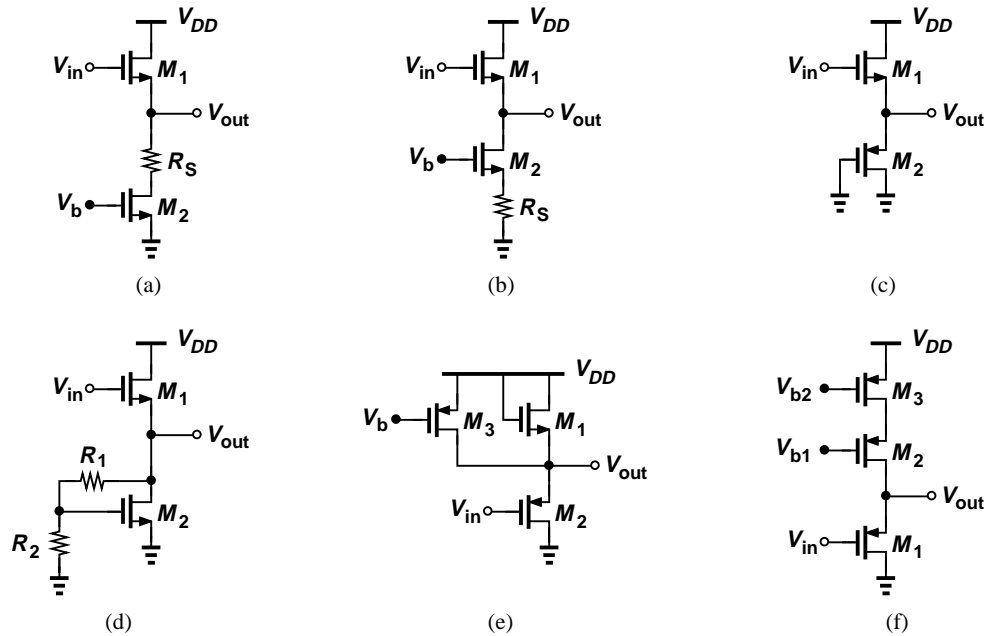 V_DD
V_in
M_1
V_out
R_S
V_b
M_2
(a)
V_DD
V_in
M_1
V_out
V_b
M_2
R_S
(b)
V_DD
V_in
M_1
V_out
M_2
(c)
V_DD
V_in
M_1
V_out
R_1
M_2
R_2
(d)
V_DD
V_b
M_3
M_1
V_out
V_in
M_2
(e)
V_DD
V_b2
M_3
V_b1
M_2
V_out
V_in
M_1
(f)